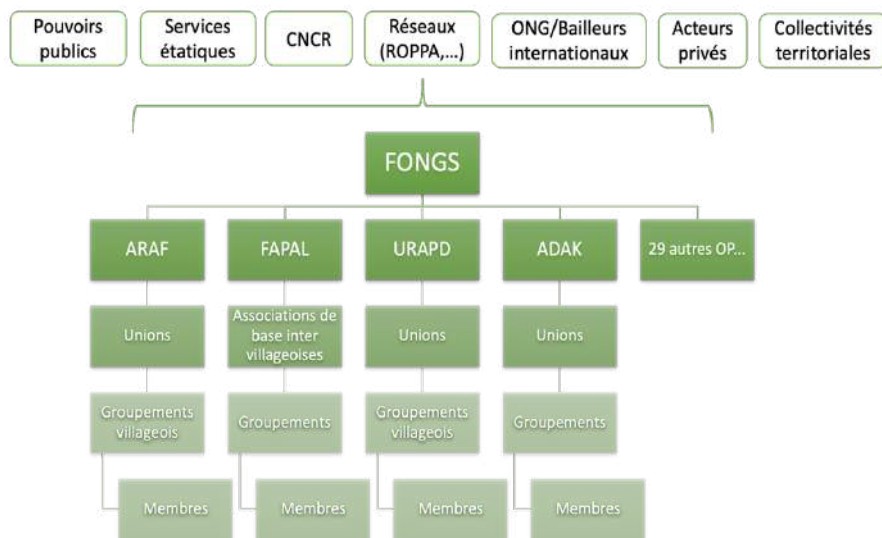 Pouvoirs publics
Services étatiques
CNCR
Réseaux (ROPPA,...)
ONG/Bailleurs internationaux
Acteurs privés
Collectivités territoriales
FONGS
ARAF
FAPAL
URAPD
ADAK
29 autres OP...
Unions
Associations de base inter villageoises
Unions
Unions
Groupements villageois
Groupements
Groupements villageois
Groupements
Membres
Membres
Membres
Membres